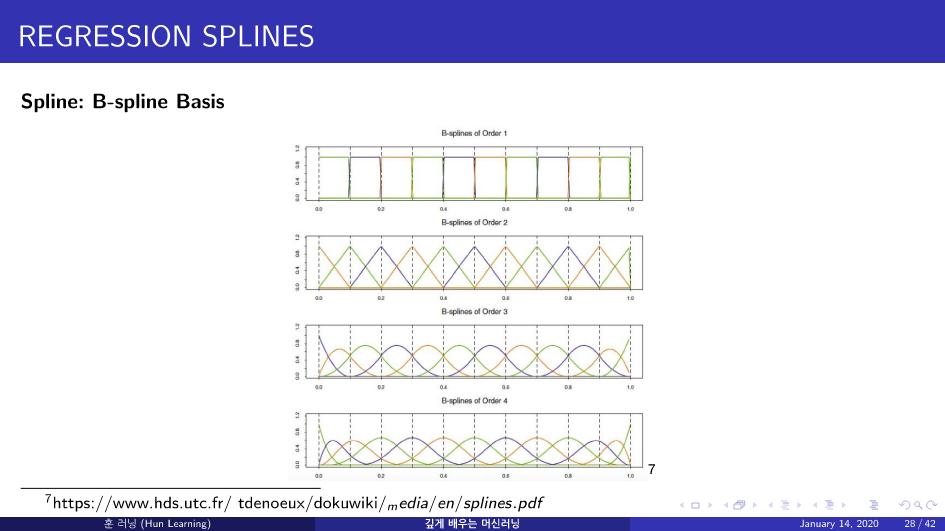 REGRESSION SPLINES
Spline: B-spline Basis
B-splines of Order 1
1.2
0.8
0.4
0.0
0.0 0.2 0.4 0.6 0.8 1.0
B-splines of Order 2
1.2
0.8
0.4
0.0
0.0 0.2 0.4 0.6 0.8 1.0
B-splines of Order 3
1.2
0.8
0.4
0.0
0.0 0.2 0.4 0.6 0.8 1.0
B-splines of Order 4
1.2
0.8
0.4
0.0
0.0 0.2 0.4 0.6 0.8 1.0
7
7https://www.hds.utc.fr/ tdenoeux/dokuwiki/media/en/splines.pdf
훈 러닝 (Hun Learning) 깊게 배우는 머신러닝 January 14, 2020 28 / 42